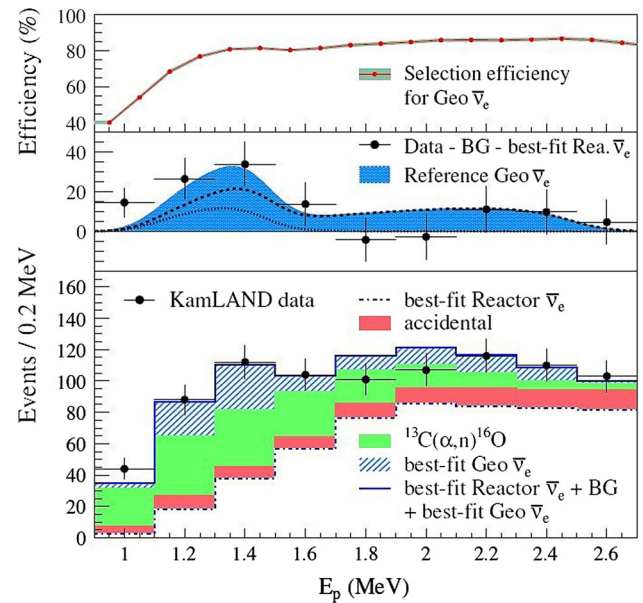 Efficiency (%)
100
80
60
40
Selection efficiency
for Geo ν̅e
40
20
0
Data - BG - best-fit Rea. ν̅e
Reference Geo ν̅e
Events / 0.2 MeV
160
140
120
100
80
60
40
20
0
KamLAND data
best-fit Reactor ν̅e
accidental
¹³C(α,n)¹⁶O
best-fit Geo ν̅e
best-fit Reactor ν̅e + BG
+ best-fit Geo ν̅e
1 1.2 1.4 1.6 1.8 2 2.2 2.4 2.6
Ep (MeV)